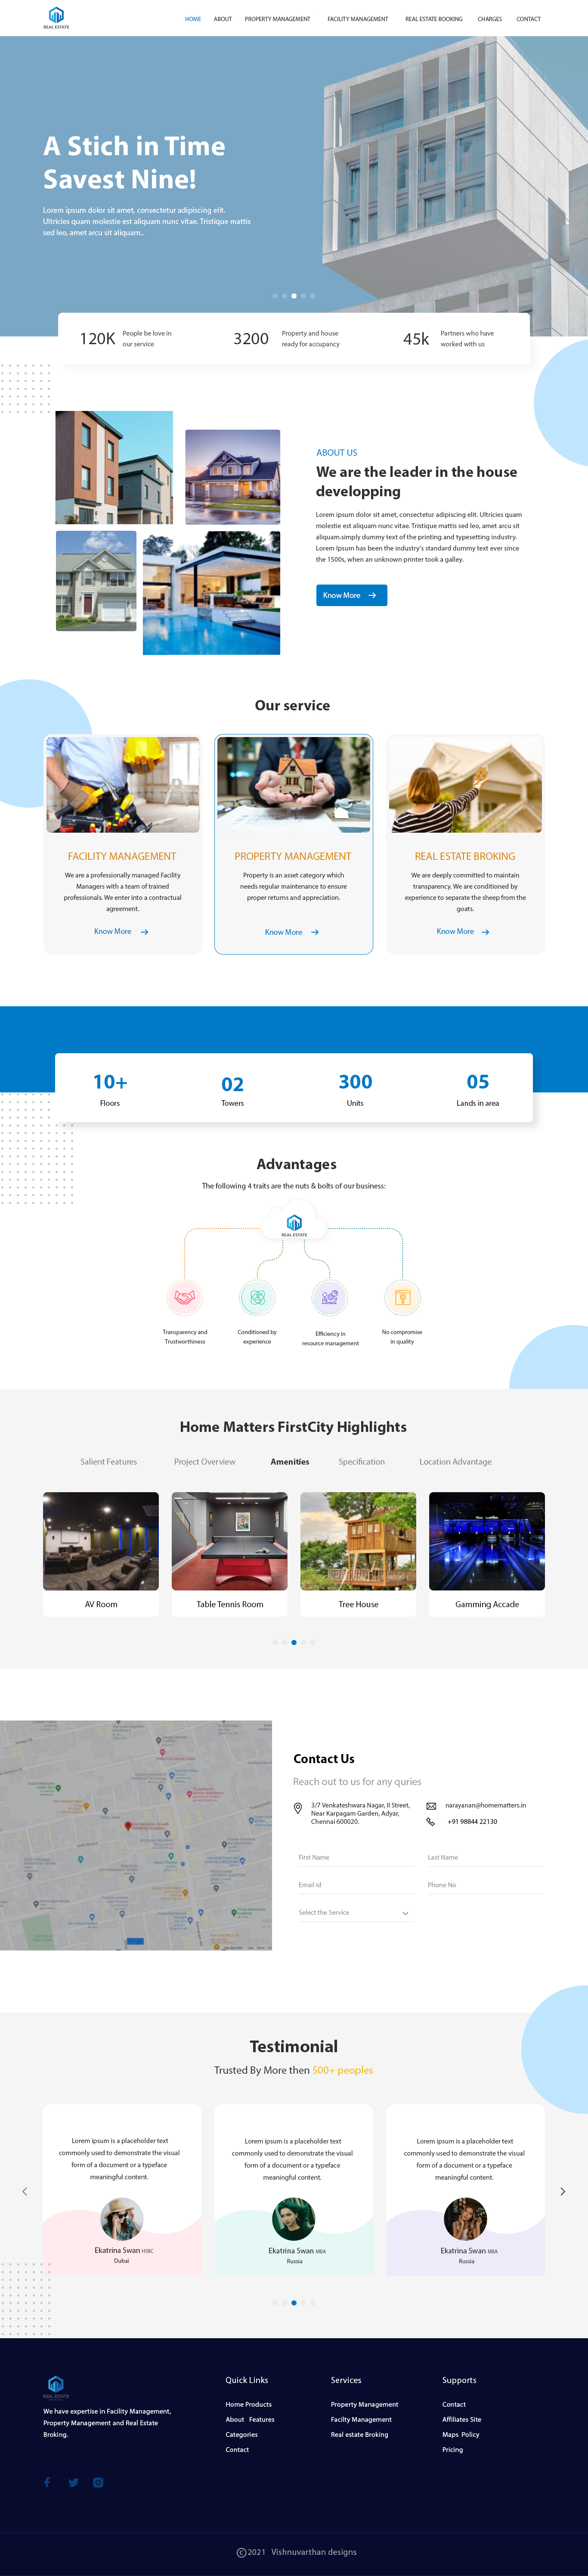 REAL ESTATE
HOME ABOUT PROPERTY MANAGEMENT FACILITY MANAGEMENT REAL ESTATE BOOKING CHARGES CONTACT
A Stich in Time
Savest Nine!
Lorem ipsum dolor sit amet, consectetur adipiscing elit.
Ultricies quam molestie est aliquam nunc vitae. Tristique mattis
sed leo, amet arcu sit aliquam..
120K
People be love in
our service
3200
Property and house
ready for accupancy
45k
Partners who have
worked with us
ABOUT US
We are the leader in the house
developping
Lorem ipsum dolor sit amet, consectetur adipiscing elit. Ultricies quam
molestie est aliquam nunc vitae. Tristique mattis sed leo, amet arcu sit
aliquam.simply dummy text of the printing and typesetting industry.
Lorem Ipsum has been the industry's standard dummy text ever since
the 1500s, when an unknown printer took a galley.
Know More
Our service
FACILITY MANAGEMENT
We are a professionally managed Facility
Managers with a team of trained
professionals. We enter into a contractual
agreement.
Know More
PROPERTY MANAGEMENT
Property is an asset category which
needs regular maintenance to ensure
proper returns and appreciation.
Know More
REAL ESTATE BROKING
We are deeply committed to maintain
transparency. We are conditioned by
experience to separate the sheep from the
goats.
Know More
10+
Floors
02
Towers
300
Units
05
Lands in area
Advantages
The following 4 traits are the nuts & bolts of our business:
REAL ESTATE
Transparency and
Trustworthiness
Conditioned by
experience
Efficiency in
resource management
No compromise
in quality
Home Matters FirstCity Highlights
Salient Features Project Overview Amenities Specification Location Advantage
AV Room
Table Tennis Room
Tree House
Gamming Accade
Contact Us
Reach out to us for any quries
3/7 Venkateshwara Nagar, II Street,
Near Karpagam Garden, Adyar,
Chennai 600020.
narayanan@homematters.in
+91 98844 22130
First Name
Last Name
Email id
Phone No
Select the Service
Testimonial
Trusted By More then 500+ peoples
Lorem ipsum is a placeholder text
commonly used to demonstrate the visual
form of a document or a typeface
meaningful content.
Ekatrina Swan HSBC
Dubai
Lorem ipsum is a placeholder text
commonly used to demonstrate the visual
form of a document or a typeface
meaningful content.
Ekatrina Swan MBA
Russia
Lorem ipsum is a placeholder text
commonly used to demonstrate the visual
form of a document or a typeface
meaningful content.
Ekatrina Swan MBA
Russia
REAL ESTATE
We have expertise in Facility Management,
Property Management and Real Estate
Broking.
Quick Links
Home Products
About Features
Categories
Contact
Services
Property Management
Facilty Management
Real estate Broking
Supports
Contact
Affiliates Site
Maps Policy
Pricing
©2021 Vishnuvarthan designs